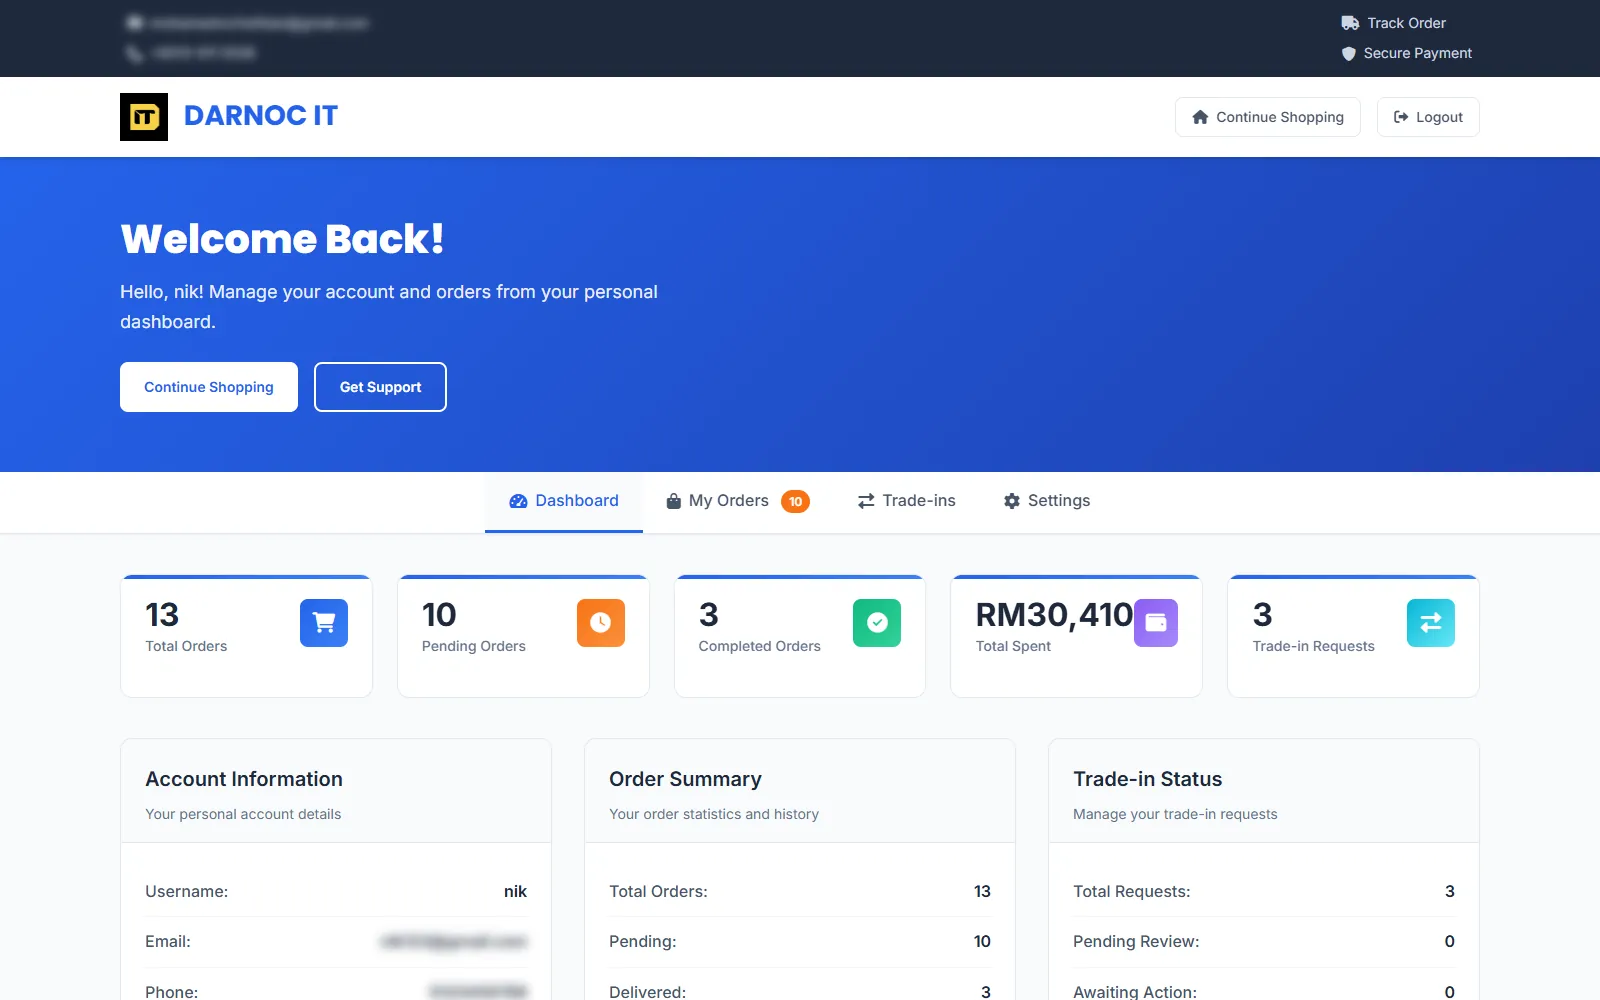 Track Order
Secure Payment
IT
DARNOC IT
Continue Shopping
Logout
Welcome Back!
Hello, nik! Manage your account and orders from your personal
dashboard.
Continue Shopping
Get Support
Dashboard
My Orders 10
Trade-ins
Settings
13
Total Orders
10
Pending Orders
3
Completed Orders
RM30,410
Total Spent
3
Trade-in Requests
Account Information
Your personal account details
Username: nik
Email:
Phone:
Order Summary
Your order statistics and history
Total Orders: 13
Pending: 10
Delivered: 3
Trade-in Status
Manage your trade-in requests
Total Requests: 3
Pending Review: 0
Awaiting Action: 0